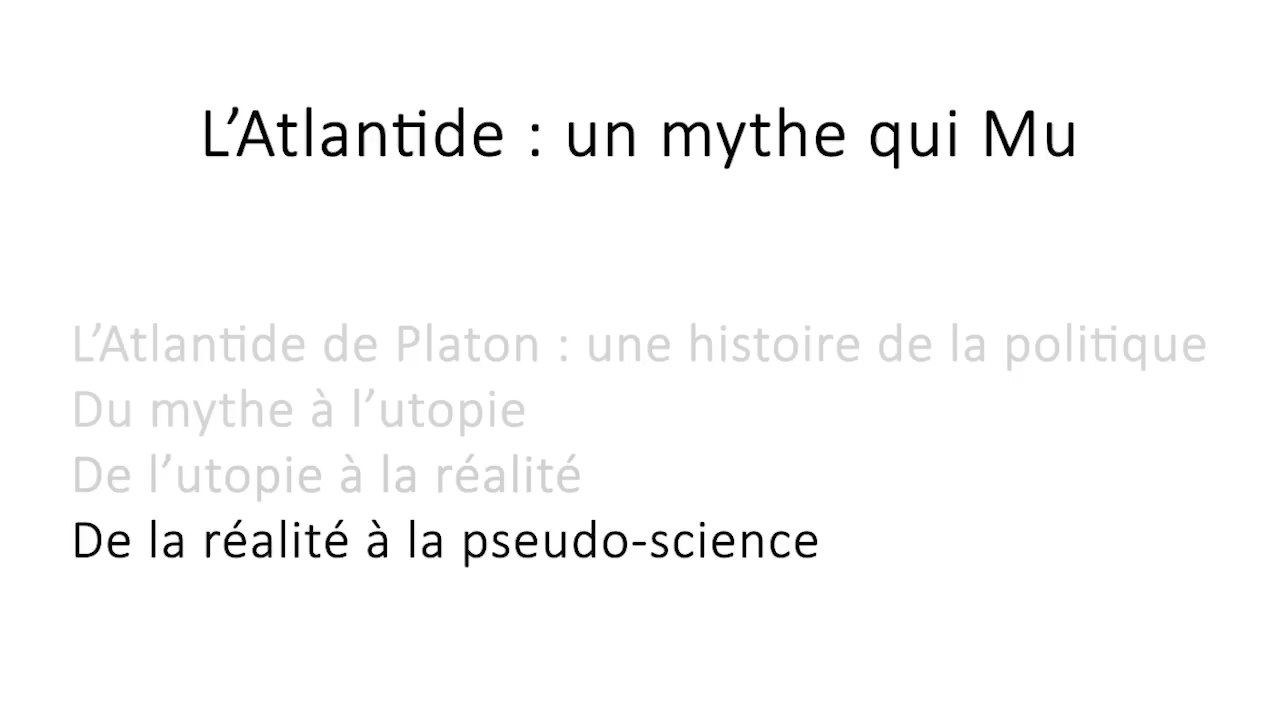 L’Atlantide : un mythe qui Mu
L’Atlantide de Platon : une histoire de la politique
Du mythe à l’utopie
De l’utopie à la réalité
De la réalité à la pseudo-science